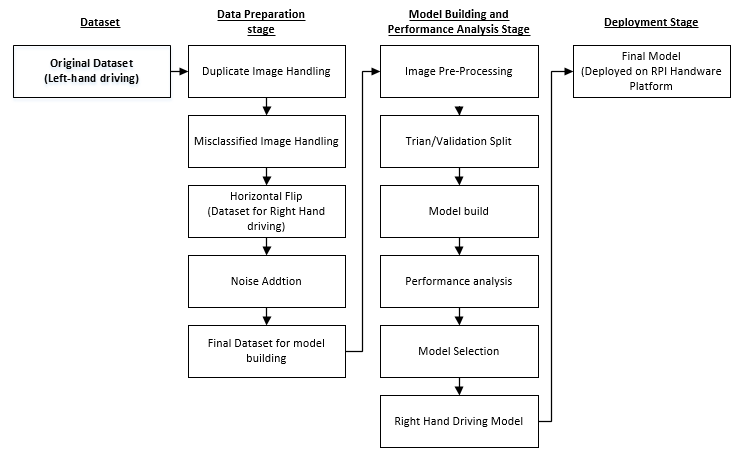 Dataset
Original Dataset
(Left-hand driving)
Data Preparation
stage
Duplicate Image Handling
Misclassified Image Handling
Horizontal Flip
(Dataset for Right Hand
driving)
Noise Addtion
Final Dataset for model
building
Model Building and
Performance Analysis Stage
Image Pre-Processing
Trian/Validation Split
Model build
Performance analysis
Model Selection
Right Hand Driving Model
Deployment Stage
Final Model
(Deployed on RPI Hardware
Platform